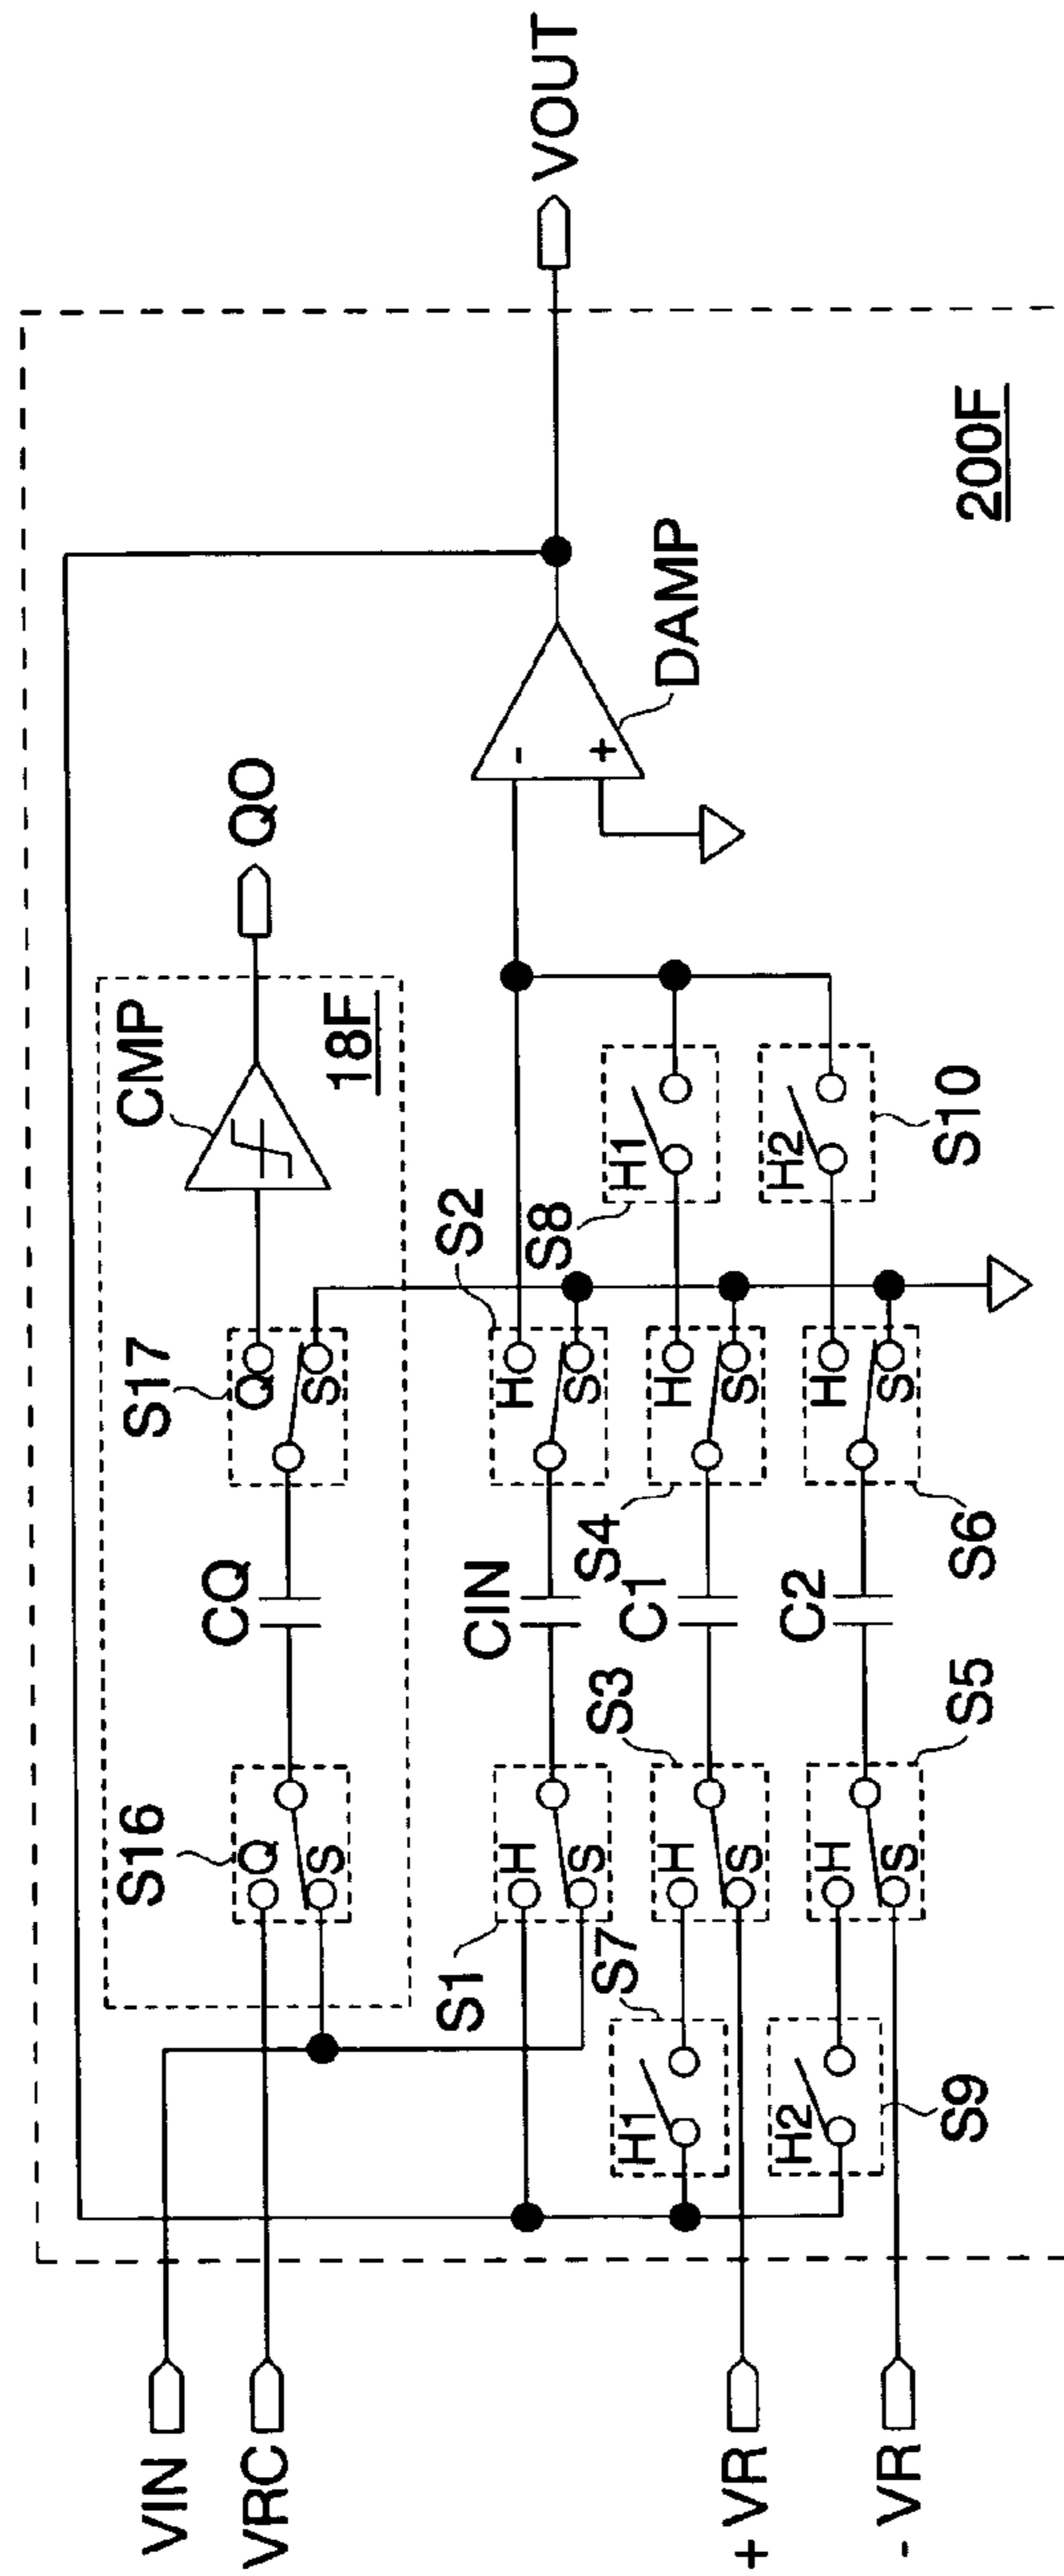 VIN
VRC
+ VR
- VR
S16
Q
S
CQ
S17
Q
S
CMP
18F
QO
S1
H
S
CIN
S2
H
S
DAMP
-
+
VOUT
S7
H1
S3
H
S
C1
S4
H
S
S8
H1
S9
H2
S5
H
S
C2
S6
H
S
S10
H2
200F